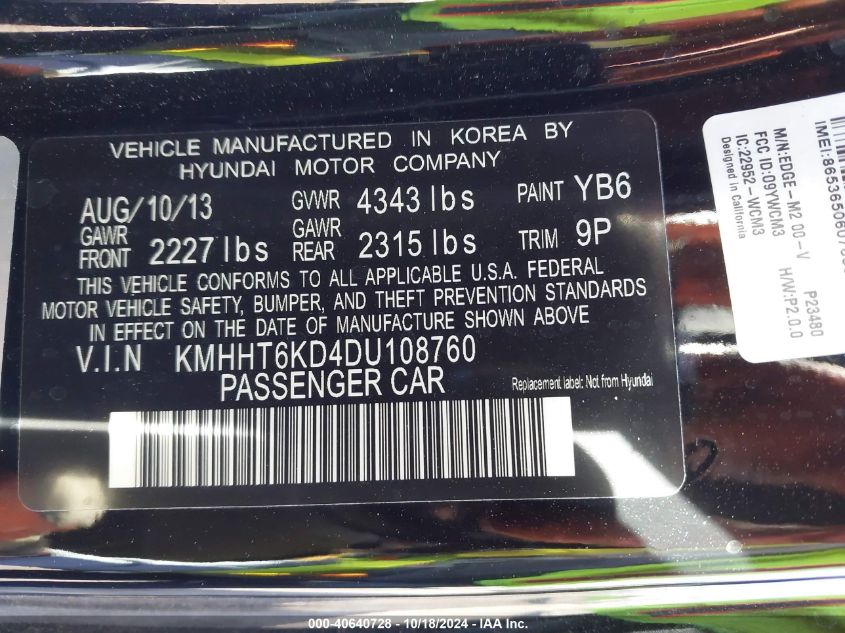 VEHICLE MANUFACTURED IN KOREA BY
HYUNDAI MOTOR COMPANY
AUG/10/13 GVWR 4343 lbs PAINT YB6
GAWR FRONT 2227 lbs GAWR REAR 2315 lbs TRIM 9P
THIS VEHICLE CONFORMS TO ALL APPLICABLE U.S.A. FEDERAL
MOTOR VEHICLE SAFETY, BUMPER, AND THEFT PREVENTION STANDARDS
IN EFFECT ON THE DATE OF MANUFACTURE SHOWN ABOVE.
V.I.N KMHHT6KD4DU108760
PASSENGER CAR
Replacement label: Not from Hyundai
M/N:EDGE-M2 00-V P23480
FCC ID:09YWCM3 H/W:P2.0.0
IC:22952-WCM3
Designed in California
000-40640728 - 10/18/2024 - IAA Inc.